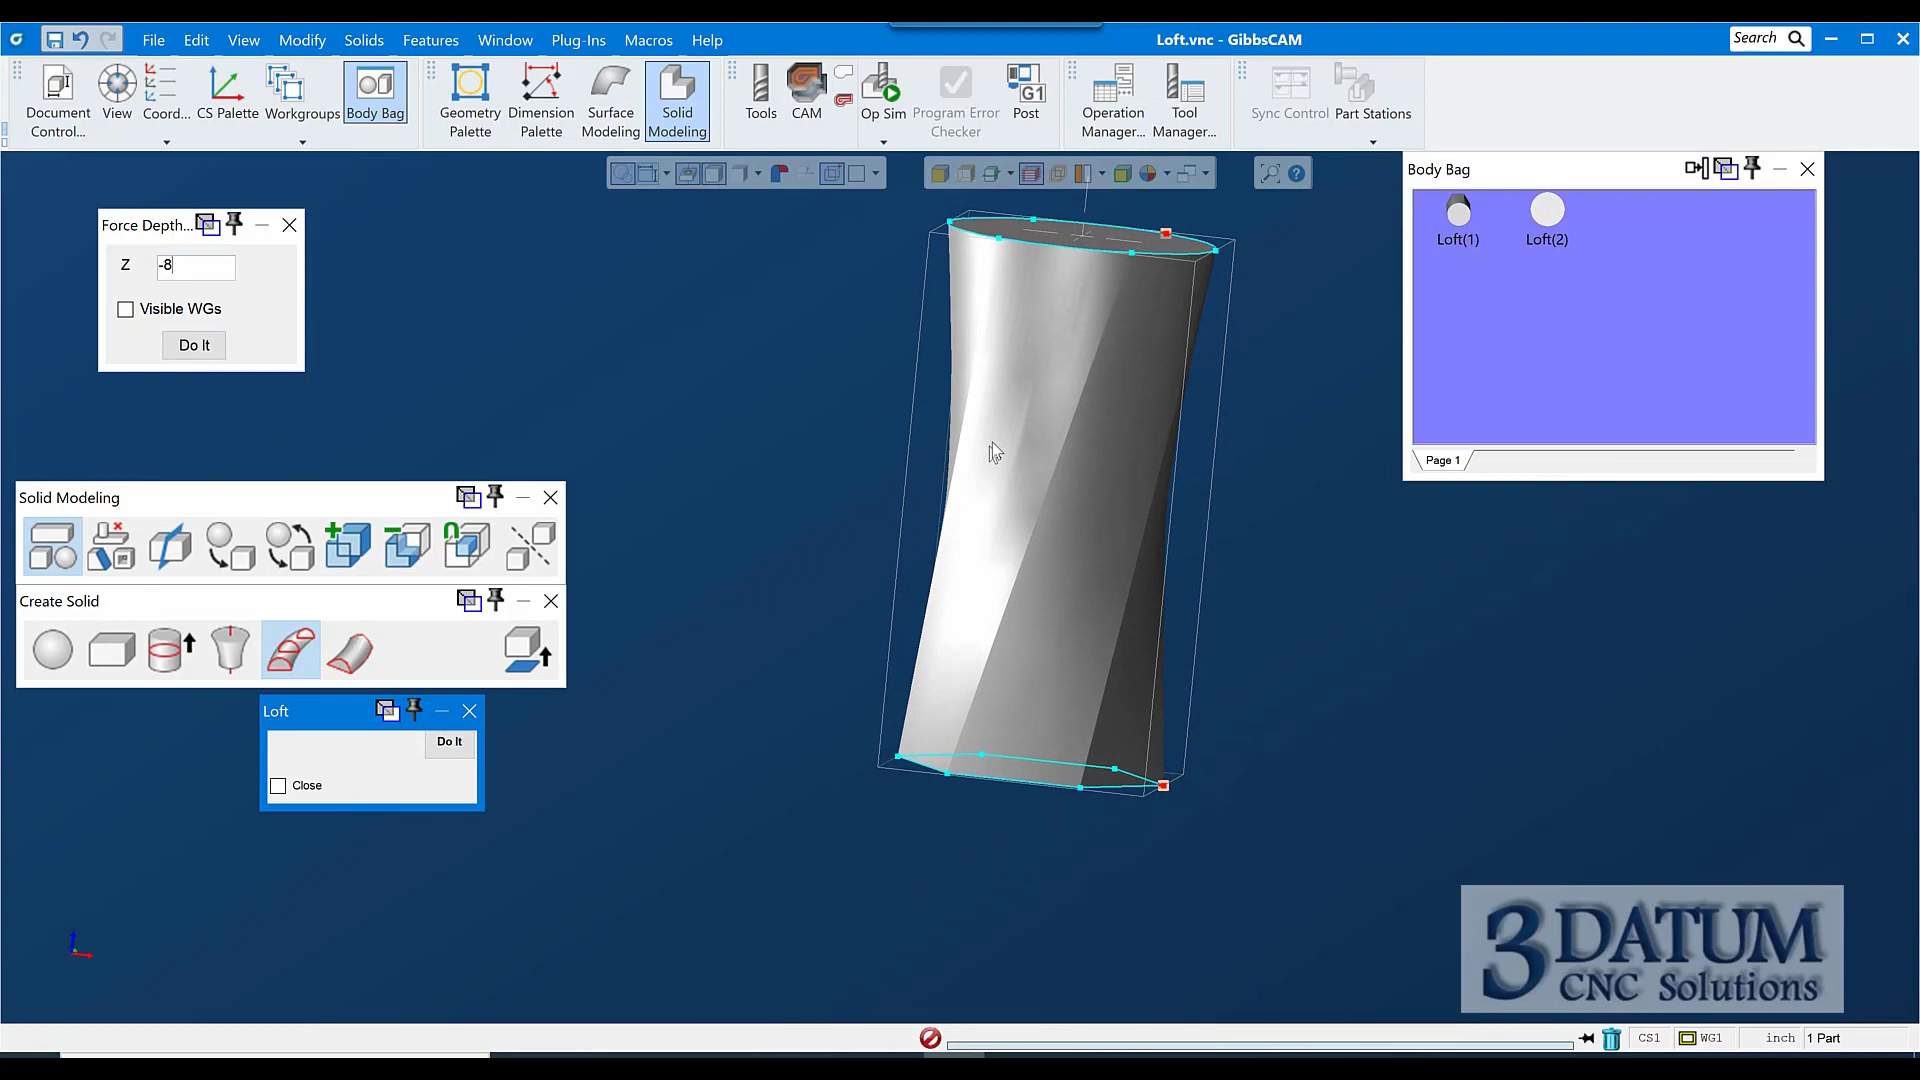 File Edit View Modify Solids Features Window Plug-Ins Macros Help
Loft.vnc - GibbsCAM
Search
Document Control...
View
Coord...
CS Palette
Workgroups
Body Bag
Geometry Palette
Dimension Palette
Surface Modeling
Solid Modeling
Tools
CAM
Op Sim
Program Error Checker
G1
Post
Operation Manager...
Tool Manager...
Sync Control
Part Stations
Force Depth...
Z -8
Visible WGs
Do It
Body Bag
Loft(1) Loft(2)
Page 1
Solid Modeling
Create Solid
Loft
Do It
Close
3DATUM
CNC Solutions
CS1 WG1 inch 1 Part